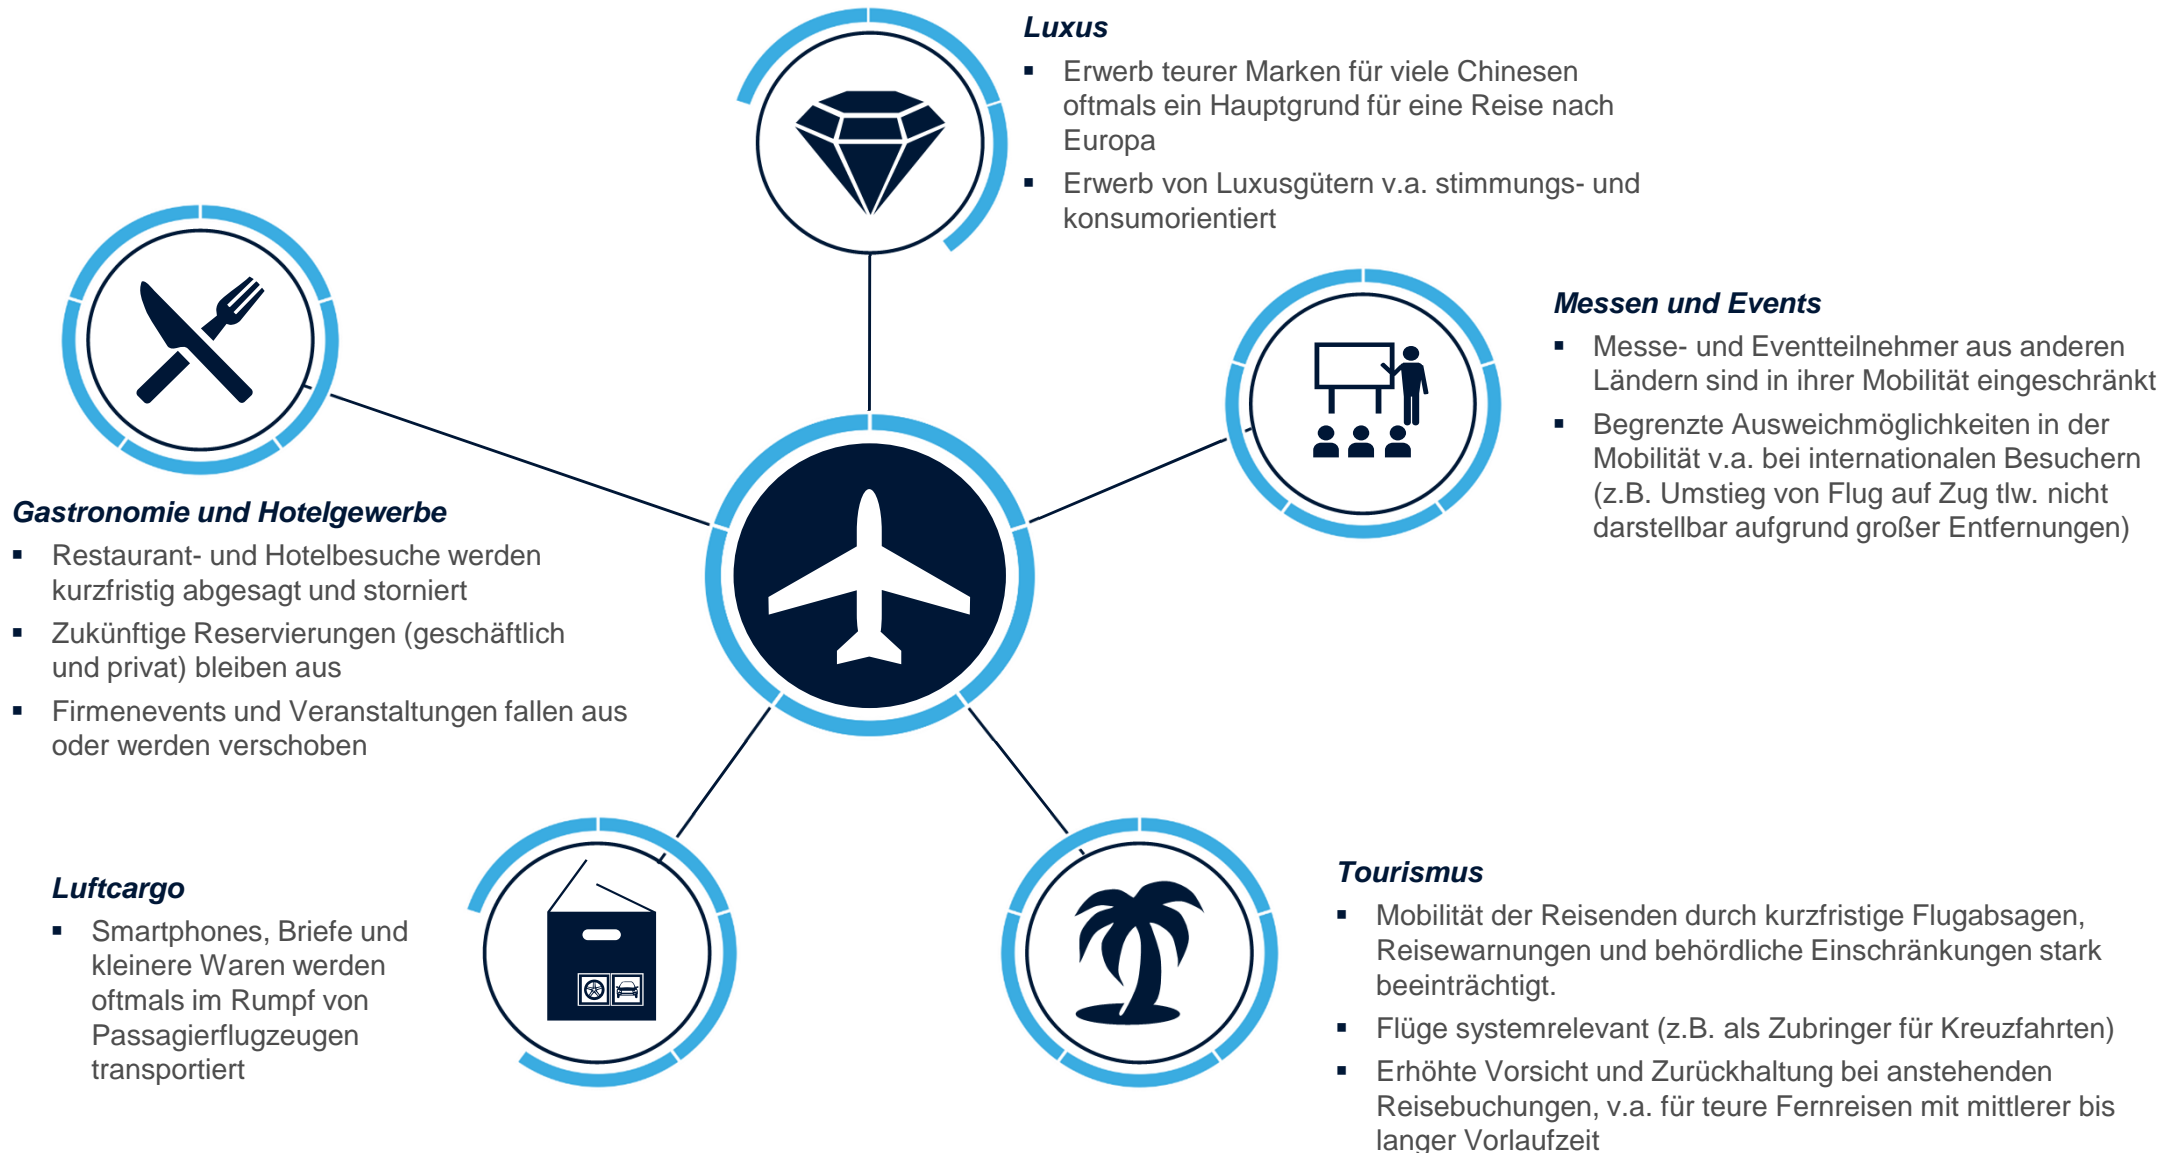 Luxus
▪ Erwerb teurer Marken für viele Chinesen
oftmals ein Hauptgrund für eine Reise nach
Europa
▪ Erwerb von Luxusgütern v.a. stimmungs- und
konsumorientiert
Messen und Events
▪ Messe- und Eventteilnehmer aus anderen
Ländern sind in ihrer Mobilität eingeschränkt
▪ Begrenzte Ausweichmöglichkeiten in der
Mobilität v.a. bei internationalen Besuchern
(z.B. Umstieg von Flug auf Zug tlw. nicht
darstellbar aufgrund großer Entfernungen)
Gastronomie und Hotelgewerbe
▪ Restaurant- und Hotelbesuche werden
kurzfristig abgesagt und storniert
▪ Zukünftige Reservierungen (geschäftlich
und privat) bleiben aus
▪ Firmenevents und Veranstaltungen fallen aus
oder werden verschoben
Luftcargo
▪ Smartphones, Briefe und
kleinere Waren werden
oftmals im Rumpf von
Passagierflugzeugen
transportiert
Tourismus
▪ Mobilität der Reisenden durch kurzfristige Flugabsagen,
Reisewarnungen und behördliche Einschränkungen stark
beeinträchtigt.
▪ Flüge systemrelevant (z.B. als Zubringer für Kreuzfahrten)
▪ Erhöhte Vorsicht und Zurückhaltung bei anstehenden
Reisebuchungen, v.a. für teure Fernreisen mit mittlerer bis
langer Vorlaufzeit